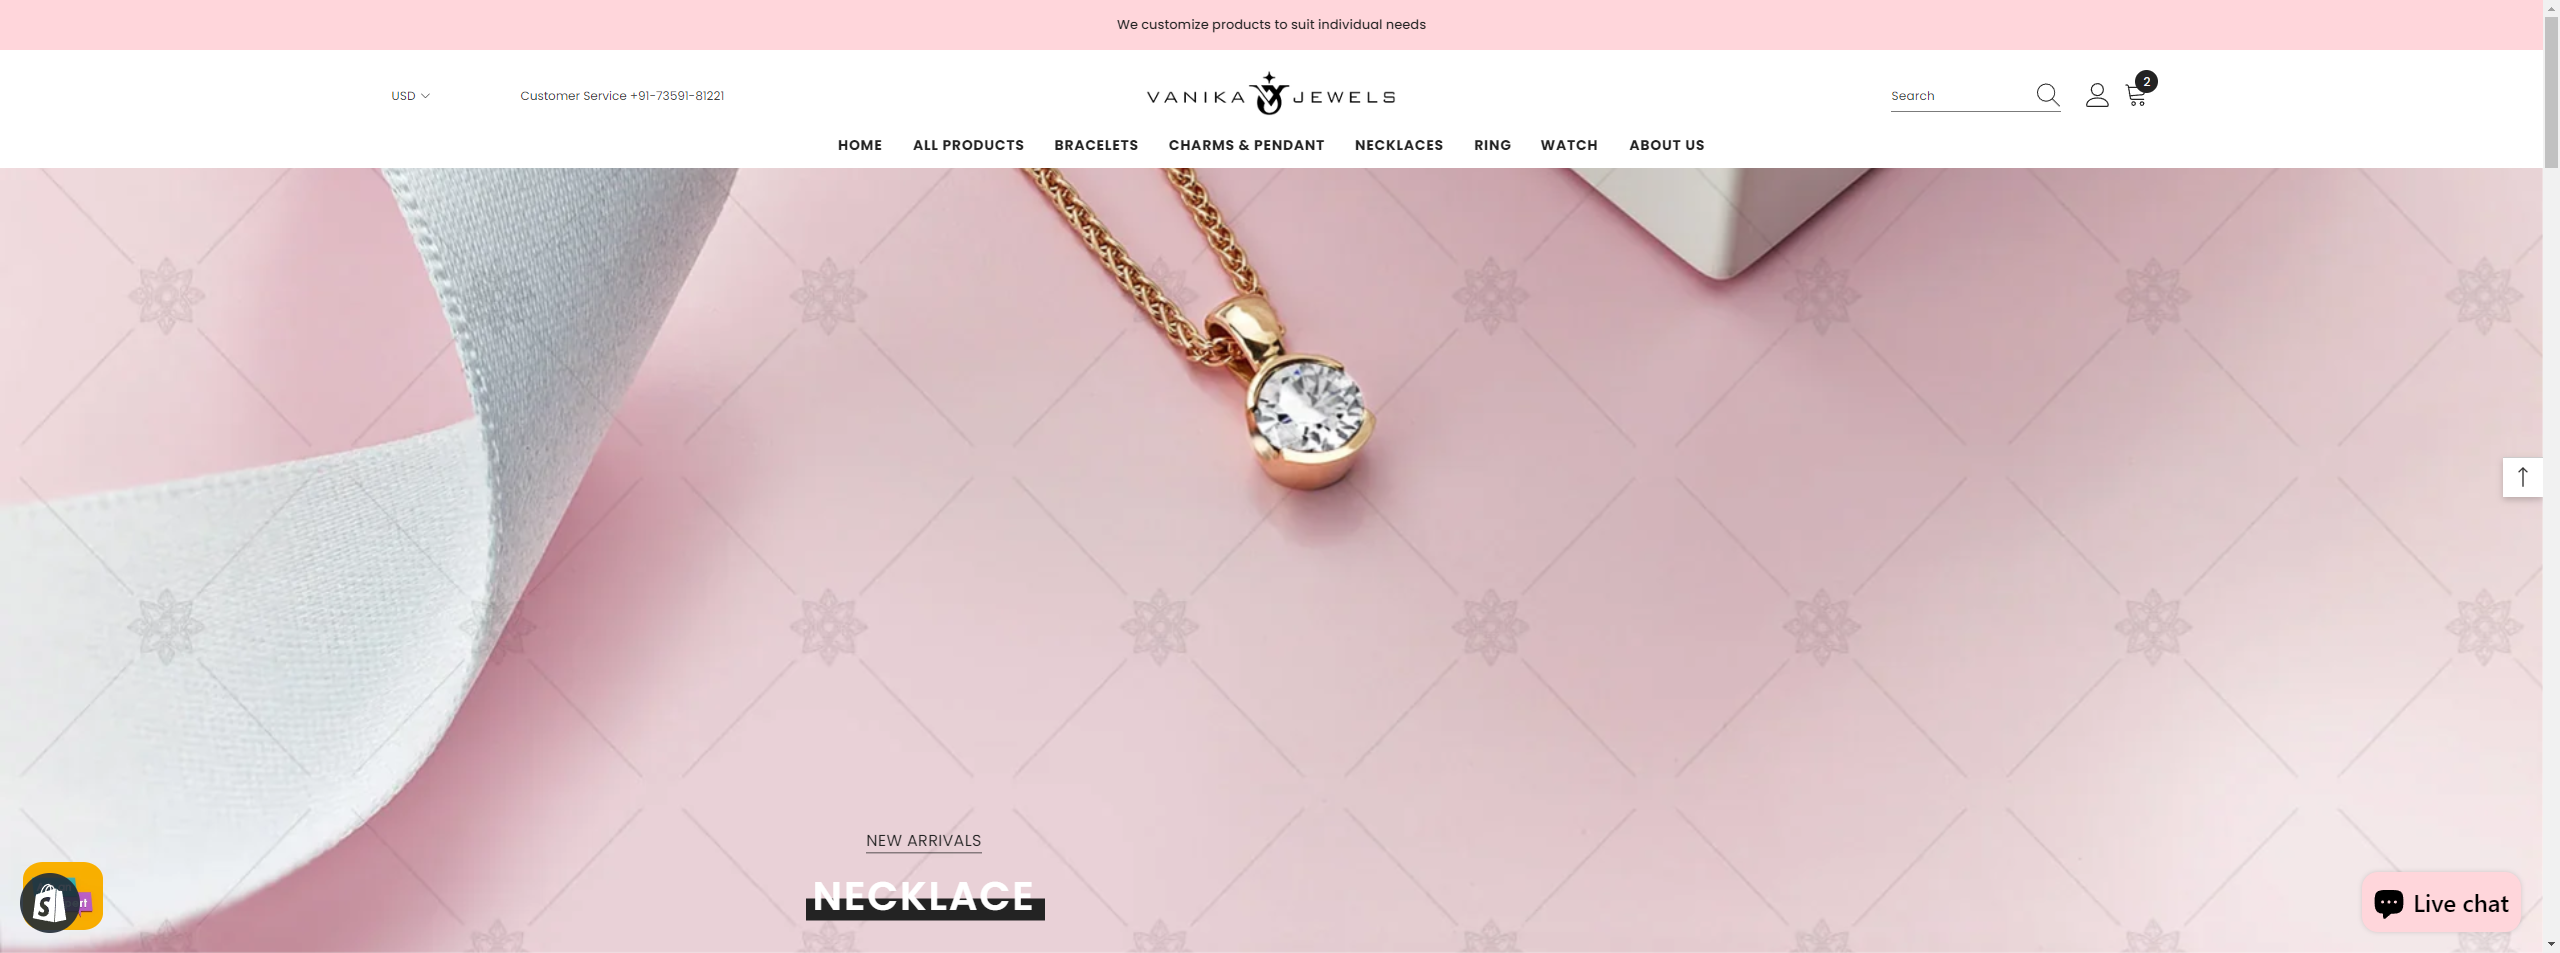 We customize products to suit individual needs
USD
Customer Service +91-73591-81221
VANIKA JEWELS
Search
2
HOME ALL PRODUCTS BRACELETS CHARMS & PENDANT NECKLACES RING WATCH ABOUT US
NEW ARRIVALS
NECKLACE
Live chat